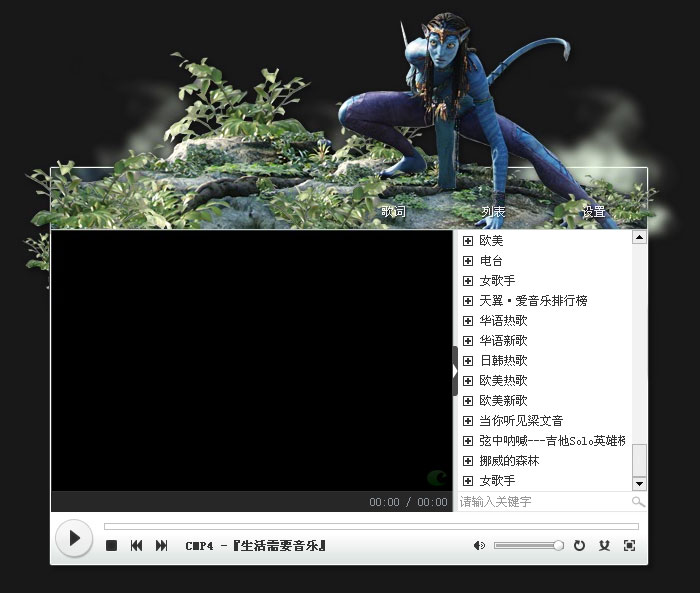 歌词 列表 设置
欧美
电台
女歌手
天翼·爱音乐排行榜
华语热歌
华语新歌
日韩热歌
欧美热歌
欧美新歌
当你听见梁文音
弦中呐喊---吉他Solo英雄榜
挪威的森林
女歌手
00:00 / 00:00
请输入关键字
CMP4 -『生活需要音乐』